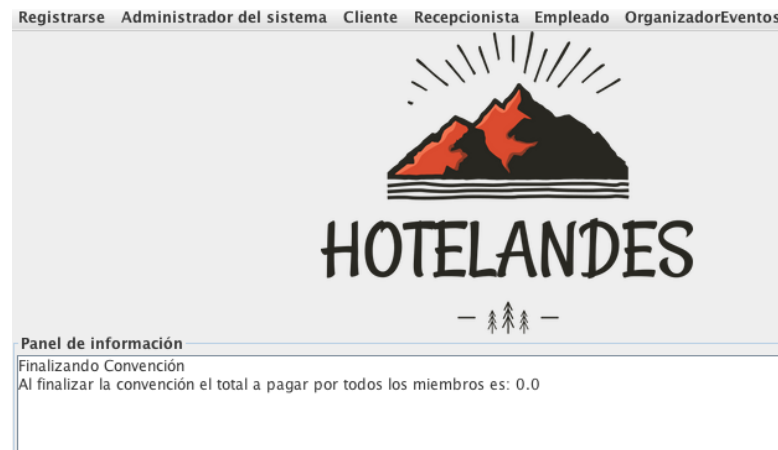 Registrarse Administrador del sistema Cliente Recepcionista Empleado OrganizadorEventos
HOTELANDES
Panel de información
Finalizando Convención
Al finalizar la convención el total a pagar por todos los miembros es: 0.0